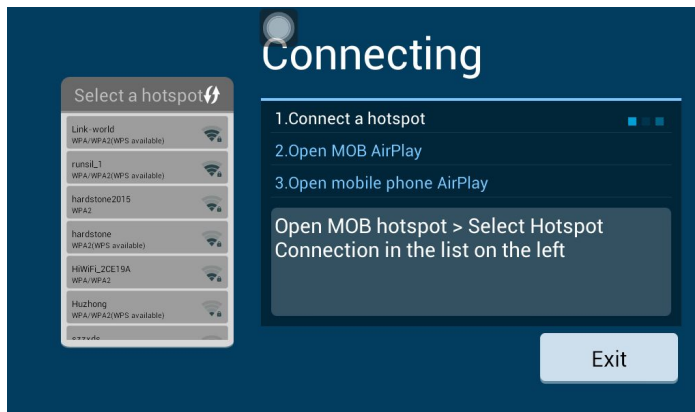 Connecting
Select a hotspot
Link-world
WPA/WPA2(WPS available)
runsil_1
WPA/WPA2(WPS available)
hardstone2015
WPA2
hardstone
WPA2(WPS available)
HiWiFi_2CE19A
WPA/WPA2
Huzhong
WPA/WPA2(WPS available)
1.Connect a hotspot
2.Open MOB AirPlay
3.Open mobile phone AirPlay
Open MOB hotspot > Select Hotspot
Connection in the list on the left
Exit